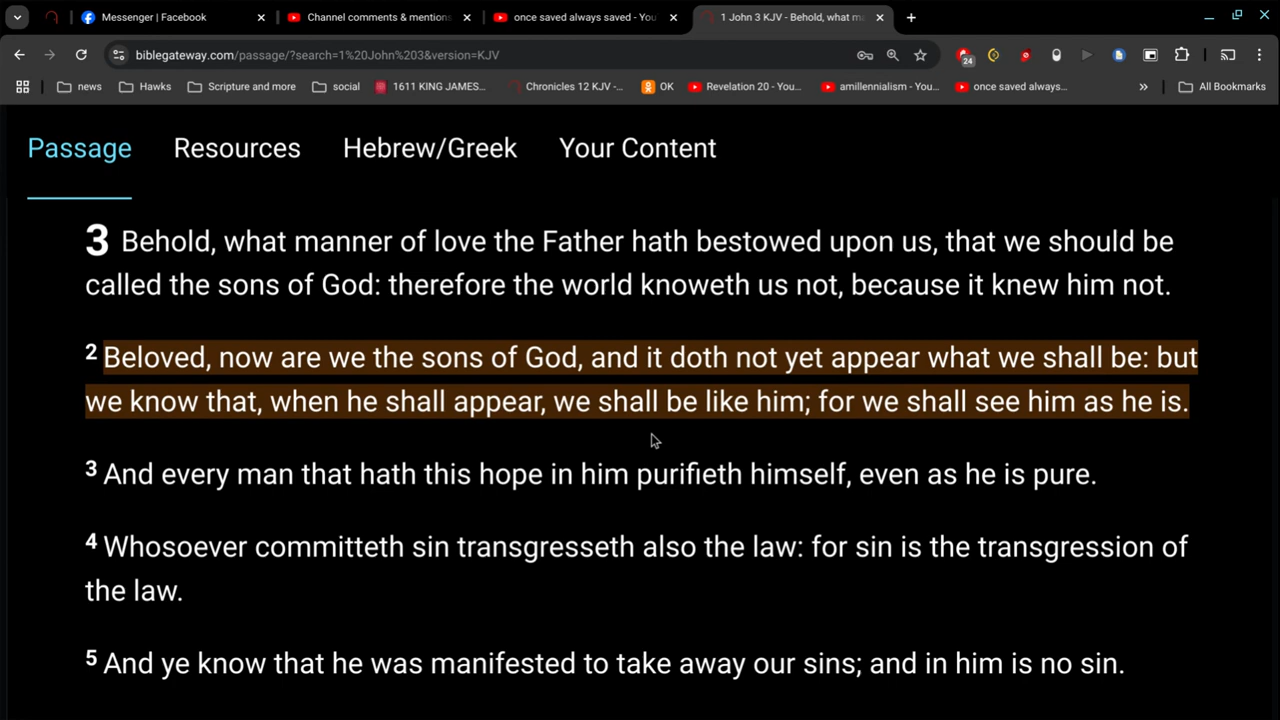 Messenger | Facebook
Channel comments & mentions
once saved always saved - You
1 John 3 KJV - Behold, what m
biblegateway.com/passage/?search=1%20John%203&version=KJV
24
news
Hawks
Scripture and more
social
1611 KING JAMES...
Chronicles 12 KJV -...
OK
Revelation 20 - You...
amillennialism - You...
once saved always...
»
All Bookmarks
Passage
Resources
Hebrew/Greek
Your Content
3 Behold, what manner of love the Father hath bestowed upon us, that we should be
called the sons of God: therefore the world knoweth us not, because it knew him not.
2 Beloved, now are we the sons of God, and it doth not yet appear what we shall be: but
we know that, when he shall appear, we shall be like him; for we shall see him as he is.
3 And every man that hath this hope in him purifieth himself, even as he is pure.
4 Whosoever committeth sin transgresseth also the law: for sin is the transgression of
the law.
5 And ye know that he was manifested to take away our sins; and in him is no sin.